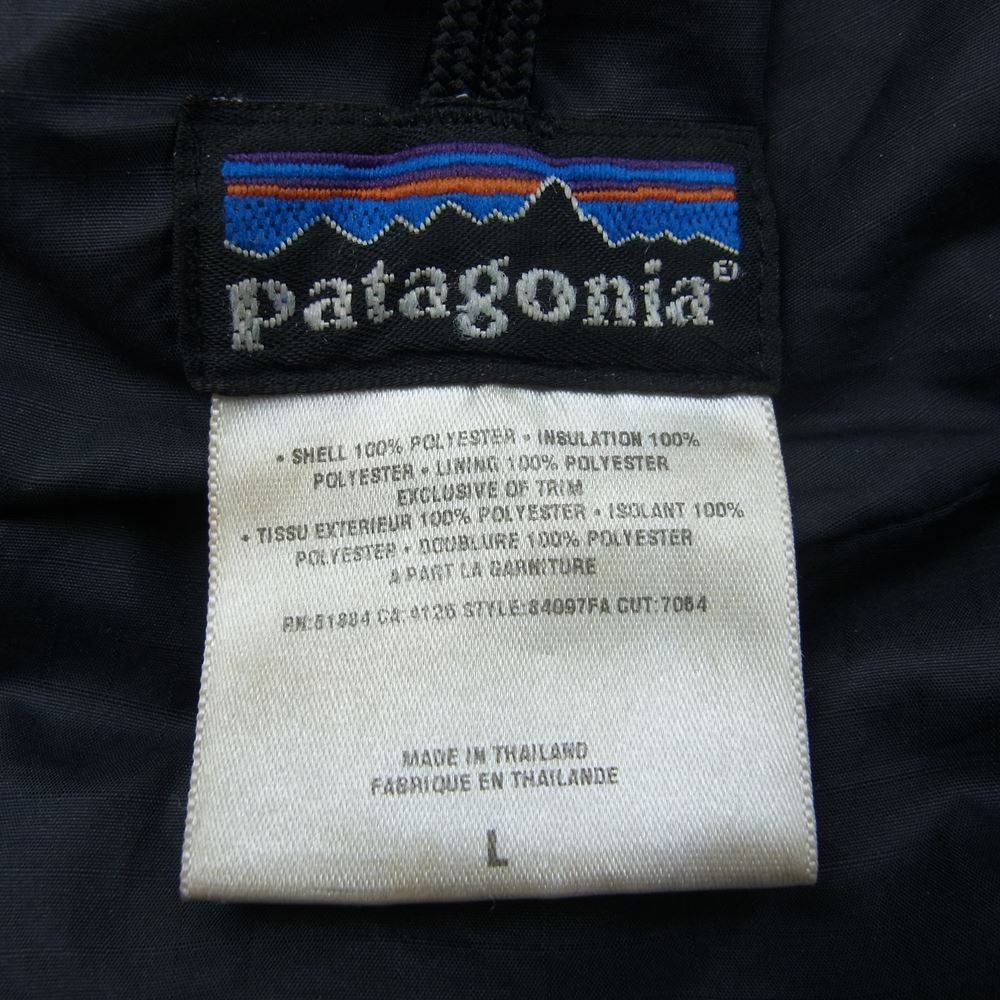 patagonia
• SHELL 100% POLYESTER • INSULATION 100%
POLYESTER • LINING 100% POLYESTER
EXCLUSIVE OF TRIM
• TISSU EXTERIEUR 100% POLYESTER • ISOLANT 100%
POLYESTER • DOUBLURE 100% POLYESTER
A PART LA GARNITURE
RN:51884 CA:4125 STYLE:84097FA CUT:7064
MADE IN THAILAND
FABRIQUE EN THAILANDE
L